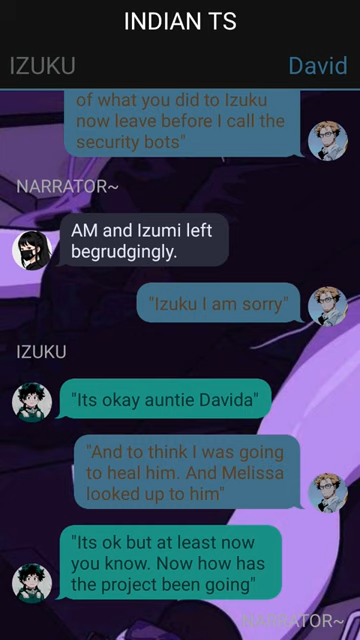 INDIAN TS
IZUKU
David
of what you did to Izuku
now leave before I call the
security bots"
NARRATOR~
AM and Izumi left
begrudgingly.
"Izuku I am sorry"
IZUKU
"Its okay auntie Davida"
"And to think I was going
to heal him. And Melissa
looked up to him"
"Its ok but at least now
you know. Now how has
the project been going"
NARRATOR~